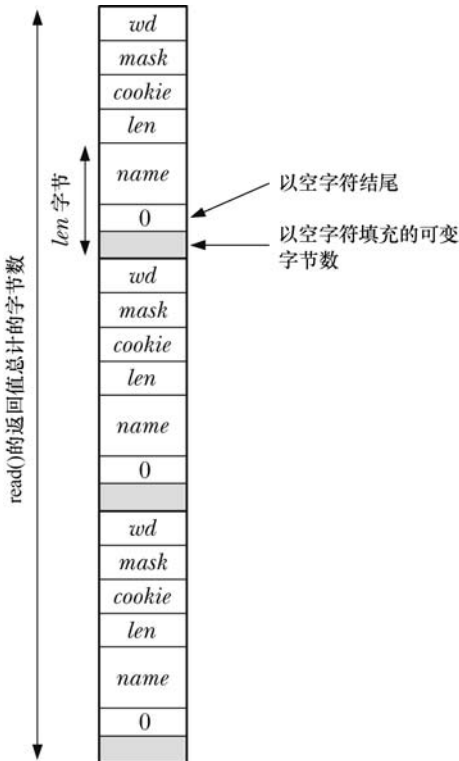 wd
mask
cookie
len
name
0
len 字节
以空字符结尾
以空字符填充的可变
字节数
wd
mask
cookie
len
name
0
wd
mask
cookie
len
name
0
read()的返回值总计的字节数